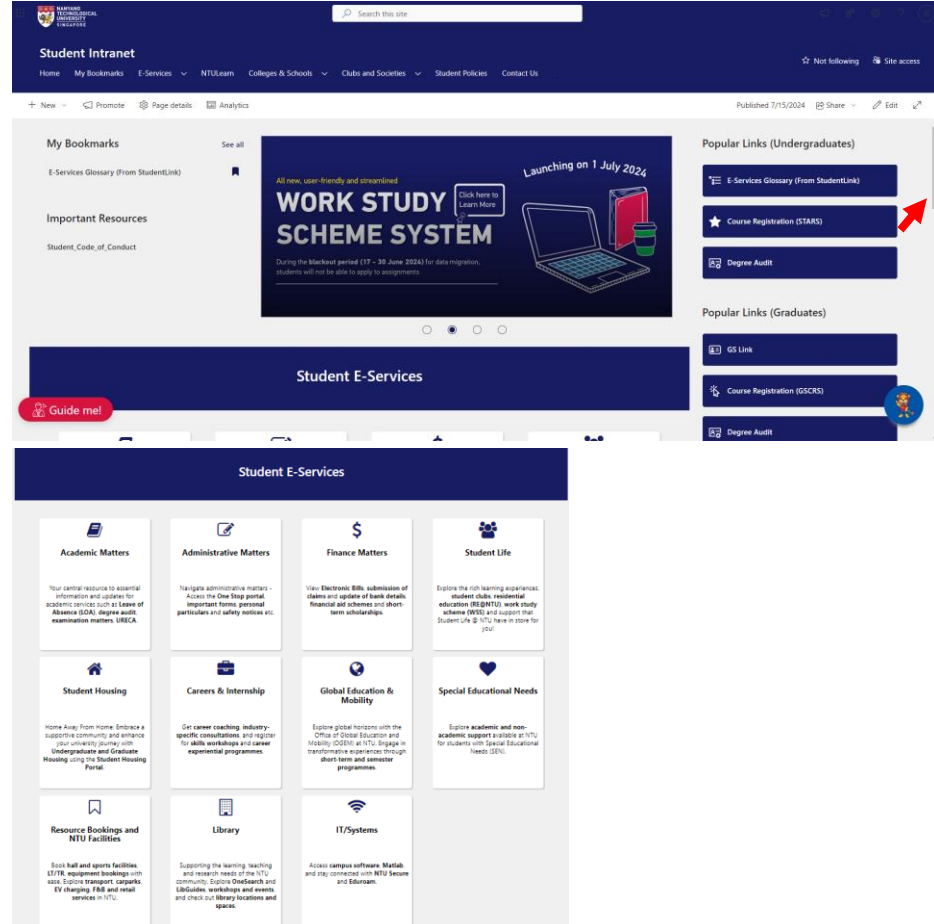 NANYANG
TECHNOLOGICAL
UNIVERSITY
SINGAPORE
Search this site
Student Intranet
Not following
Site access
Home My Bookmarks E-Services NTULearn Colleges & Schools Clubs and Societies Student Policies Contact Us
+ New Promote Page details Analytics
Published 7/15/2024 Share Edit
My Bookmarks See all
E-Services Glossary (From StudentLink)
Important Resources
Student_Code_of_Conduct
All new, user-friendly and streamlined
Launching on 1 July 2024
WORK STUDY
SCHEME SYSTEM
Click here to
Learn More
During the blackout period (17 - 30 June 2024) for data migration,
students will not be able to apply to assignments.
Popular Links (Undergraduates)
E-Services Glossary (From StudentLink)
Course Registration (STARS)
Degree Audit
Popular Links (Graduates)
GS Link
Course Registration (GSCRS)
Degree Audit
Student E-Services
Guide me!
Student E-Services
Academic Matters
Your central resource to essential
information and updates for
academic services such as Leave of
Absence (LOA), degree audit,
examination matters, URECA.
Administrative Matters
Navigate administrative matters -
Access the One Stop portal,
important forms, personal
particulars and safety notices etc.
Finance Matters
View Electronic Bills, submission of
claims and update of bank details,
financial aid schemes and short-
term scholarships.
Student Life
Explore the rich learning experiences,
student clubs, residential
education (RE@NTU), work study
scheme (WSS) and support that
Student Life @ NTU have in store for
you!
Student Housing
Home Away From Home: Embrace a
supportive community and enhance
your university journey with
Undergraduate and Graduate
Housing using the Student Housing
Portal.
Careers & Internship
Get career coaching, industry-
specific consultations, and register
for skills workshops and career
experiential programmes.
Global Education &
Mobility
Explore global horizons with the
Office of Global Education and
Mobility (OGEM) at NTU. Engage in
transformative experiences through
short-term and semester
programmes.
Special Educational Needs
Explore academic and non-
academic support available at NTU
for students with Special Educational
Needs (SEN).
Resource Bookings and
NTU Facilities
Book hall and sports facilities,
LT/TR, equipment bookings with
ease. Explore transport, carparks,
EV charging, F&B and retail
services in NTU.
Library
Supporting the learning, teaching
and research needs of the NTU
community. Explore OneSearch and
LibGuides, workshops and events,
and check out library locations and
spaces.
IT/Systems
Access campus software, Matlab,
and stay connected with NTU Secure
and Eduroam.